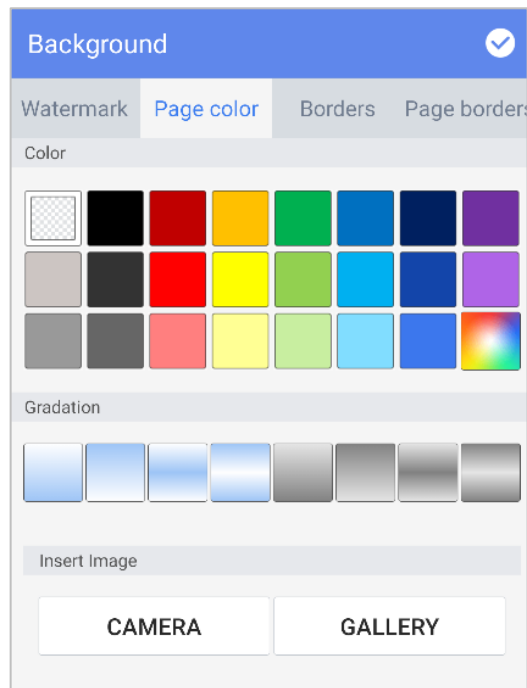 Background
Watermark Page color Borders Page borders
Color
Gradation
Insert Image
CAMERA GALLERY